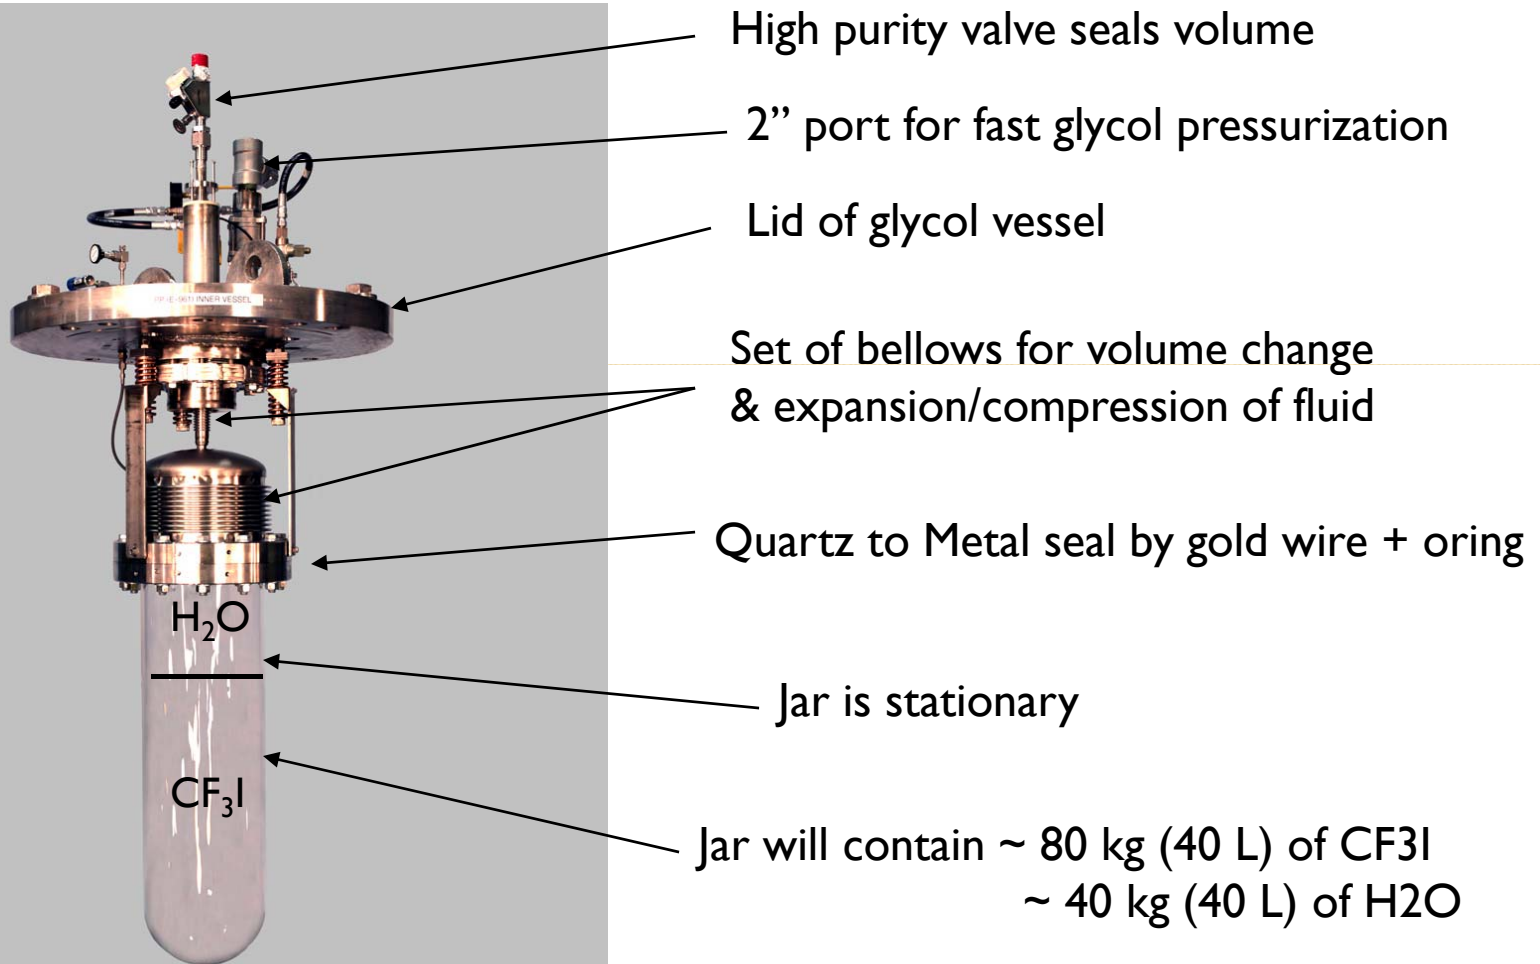 High purity valve seals volume
2” port for fast glycol pressurization
Lid of glycol vessel
INNER VESSEL
Set of bellows for volume change
& expansion/compression of fluid
Quartz to Metal seal by gold wire + oring
H₂O
Jar is stationary
CF₃I
Jar will contain ~ 80 kg (40 L) of CF3I
~ 40 kg (40 L) of H2O